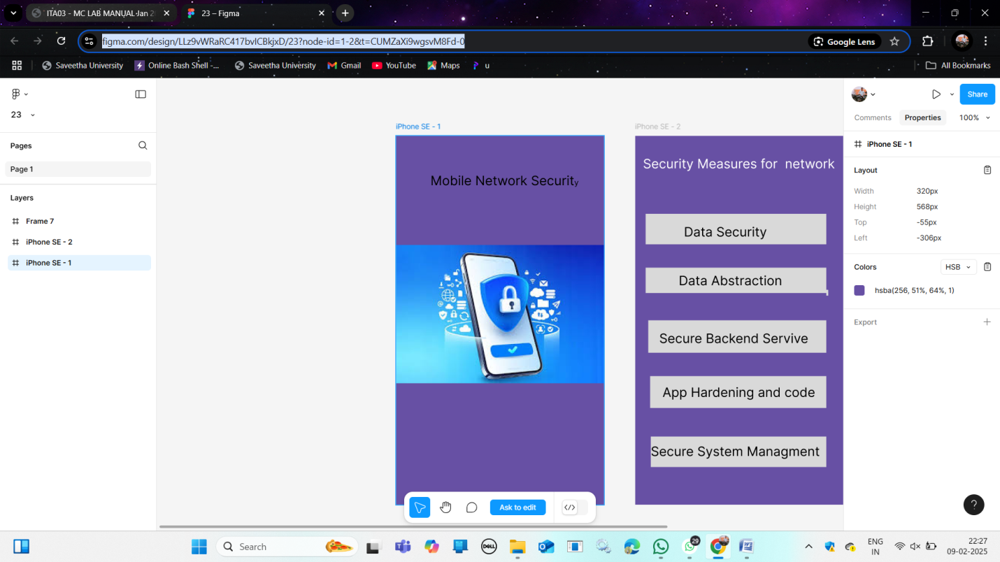 ITA03 - MC LAB MANUAL-Jan 2
23 – Figma
figma.com/design/LLz9vWRaRC417bvICBkjxD/23?node-id=1-2&t=CUMZaXi9wgsvM8Fd-0
Google Lens
Saveetha University
Online Bash Shell -...
Saveetha University
Gmail
YouTube
Maps
u
All Bookmarks
23
Share
Comments
Properties
100%
Pages
Page 1
Layers
Frame 7
iPhone SE - 2
iPhone SE - 1
iPhone SE - 1
Mobile Network Security
iPhone SE - 2
Security Measures for  network
Data Security
Data Abstraction
Secure Backend Servive
App Hardening and code
Secure System Managment
Ask to edit
iPhone SE - 1
Layout
Width 320px
Height 568px
Top -55px
Left -306px
Colors
HSB
hsba(256, 51%, 64%, 1)
Export
?
Search
DELL
29
ENG
IN
22:27
09-02-2025